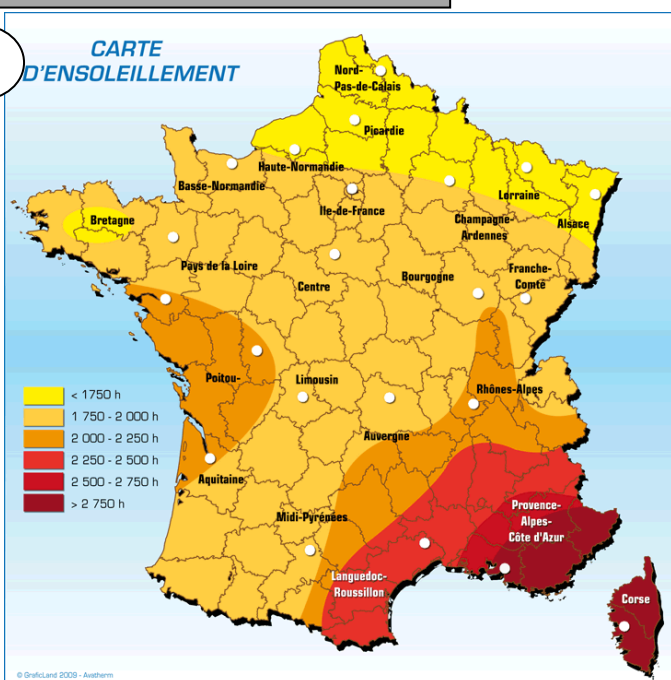 CARTE
D'ENSOLEILLEMENT
Nord-
Pas-de-Calais
Picardie
Haute-Normandie
Basse-Normandie
Ile-de-France
Lorraine
Champagne-
Ardennes
Alsace
Bretagne
Pays de la Loire
Centre
Bourgogne
Franche-
Comté
Poitou-
Limousin
Rhônes-Alpes
Auvergne
< 1750 h
1 750 - 2 000 h
2 000 - 2 250 h
2 250 - 2 500 h
2 500 - 2 750 h
> 2 750 h
Aquitaine
Midi-Pyrénées
Provence-
Alpes-
Côte d'Azur
Languedoc-
Roussillon
Corse
© GraficLand 2009 - Avatherm